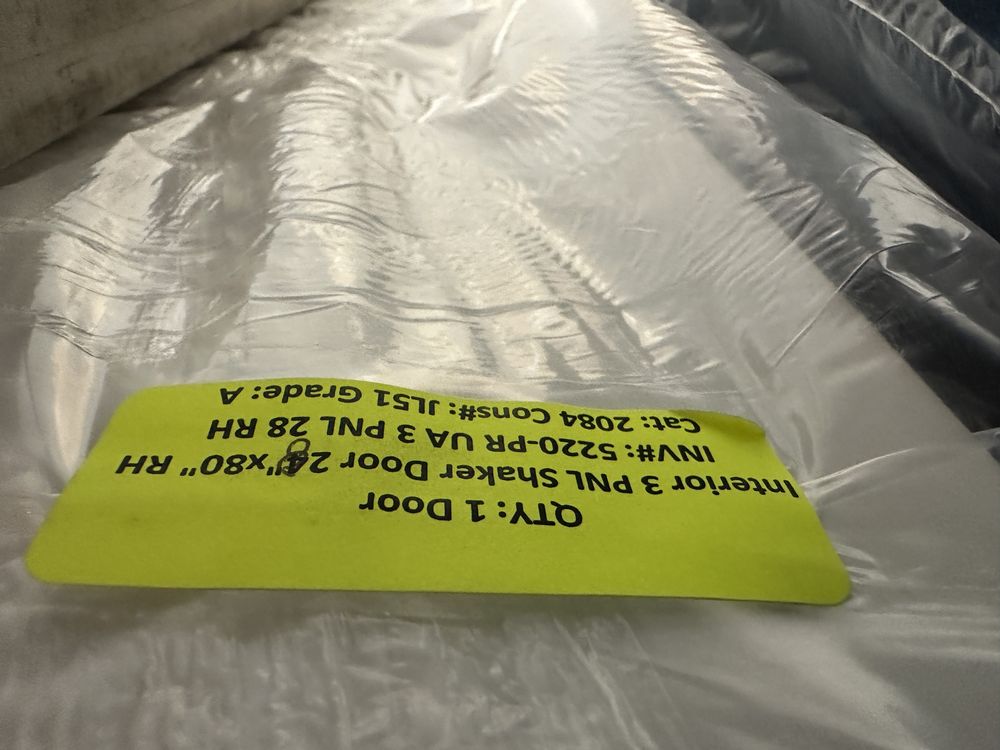 QTY: 1 Door
Interior 3 PNL Shaker Door 28"x80" RH
INV#: 5220-PR UA 3 PNL 28 RH
Cat: 2084 Cons#: JL51 Grade: A